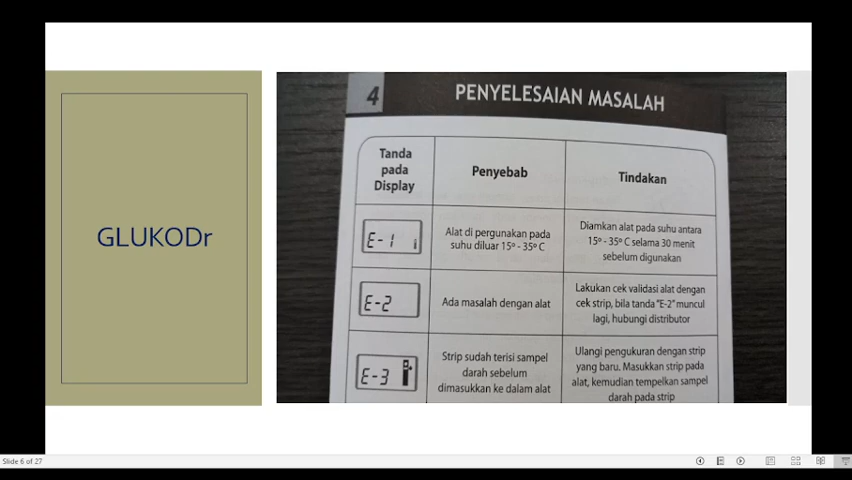 GLUKODr
4
PENYELESAIAN MASALAH
Tanda
pada
Display
Penyebab
Tindakan
E-1
Alat di pergunakan pada
suhu diluar 15º - 35º C
Diamkan alat pada suhu antara
15º - 35º C selama 30 menit
sebelum digunakan
E-2
Ada masalah dengan alat
Lakukan cek validasi alat dengan
cek strip, bila tanda "E-2" muncul
lagi, hubungi distributor
E-3
Strip sudah terisi sampel
darah sebelum
dimasukkan ke dalam alat
Ulangi pengukuran dengan strip
yang baru. Masukkan strip pada
alat, kemudian tempelkan sampel
darah pada strip
Slide 6 of 27